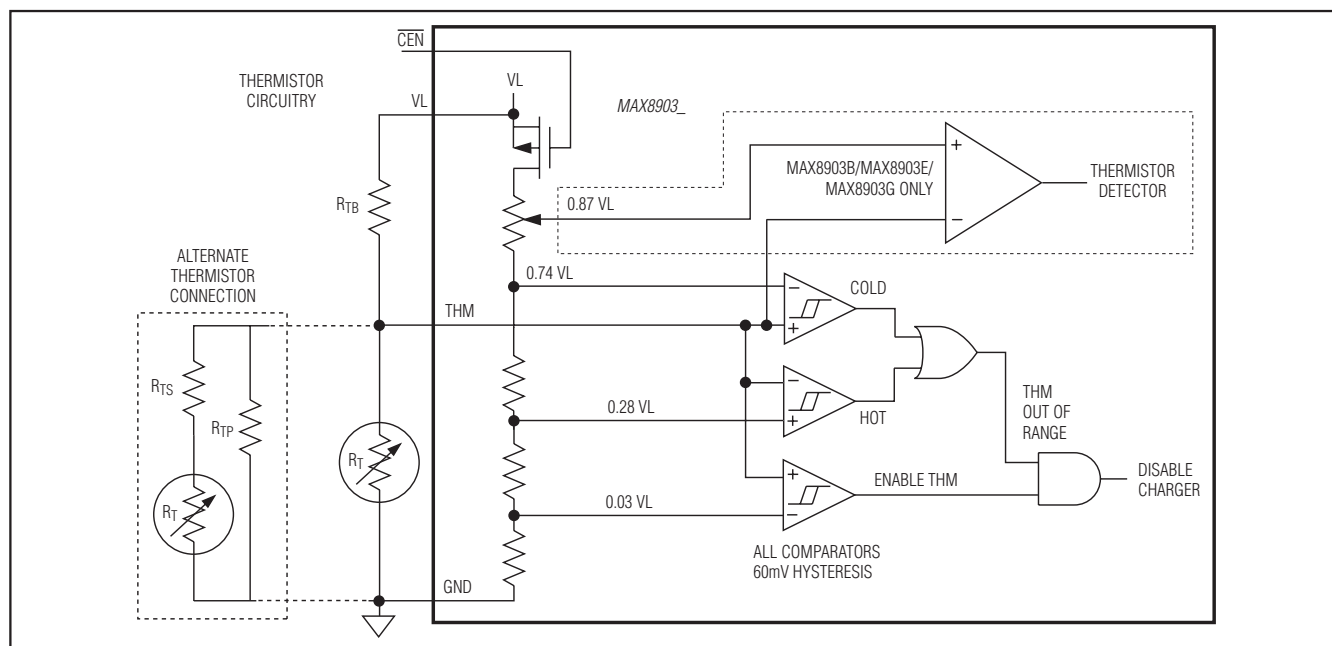 CEN
THERMISTOR
CIRCUITRY
VL
VL
MAX8903_
MAX8903B/MAX8903E/
MAX8903G ONLY
+
−
THERMISTOR
DETECTOR
RTB
0.87 VL
ALTERNATE
THERMISTOR
CONNECTION
0.74 VL
−
+
COLD
THM
RTS
RTP
RT
RT
0.28 VL
−
+
HOT
THM
OUT OF
RANGE
0.03 VL
+
−
ENABLE THM
DISABLE
CHARGER
ALL COMPARATORS
60mV HYSTERESIS
GND